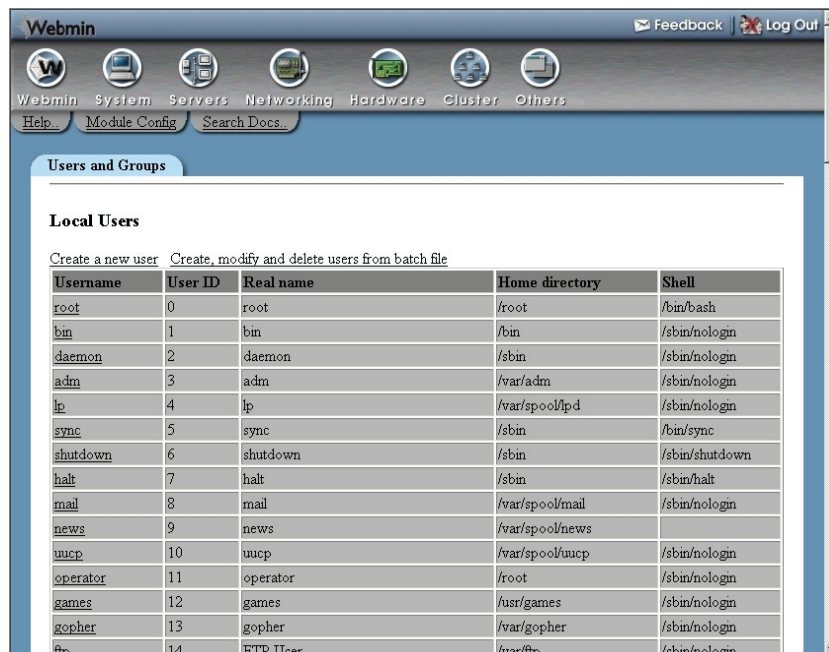 Webmin
Feedback Log Out
Webmin System Servers Networking Hardware Cluster Others
Help.. Module Config Search Docs..
Users and Groups
Local Users
Create a new user Create, modify and delete users from batch file
Username User ID Real name Home directory Shell
root 0 root /root /bin/bash
bin 1 bin /bin /sbin/nologin
daemon 2 daemon /sbin /sbin/nologin
adm 3 adm /var/adm /sbin/nologin
lp 4 lp /var/spool/lpd /sbin/nologin
sync 5 sync /sbin /bin/sync
shutdown 6 shutdown /sbin /sbin/shutdown
halt 7 halt /sbin /sbin/halt
mail 8 mail /var/spool/mail /sbin/nologin
news 9 news /var/spool/news
uucp 10 uucp /var/spool/uucp /sbin/nologin
operator 11 operator /root /sbin/nologin
games 12 games /usr/games /sbin/nologin
gopher 13 gopher /var/gopher /sbin/nologin
ftp 14 FTP User /var/ftp /sbin/nologin